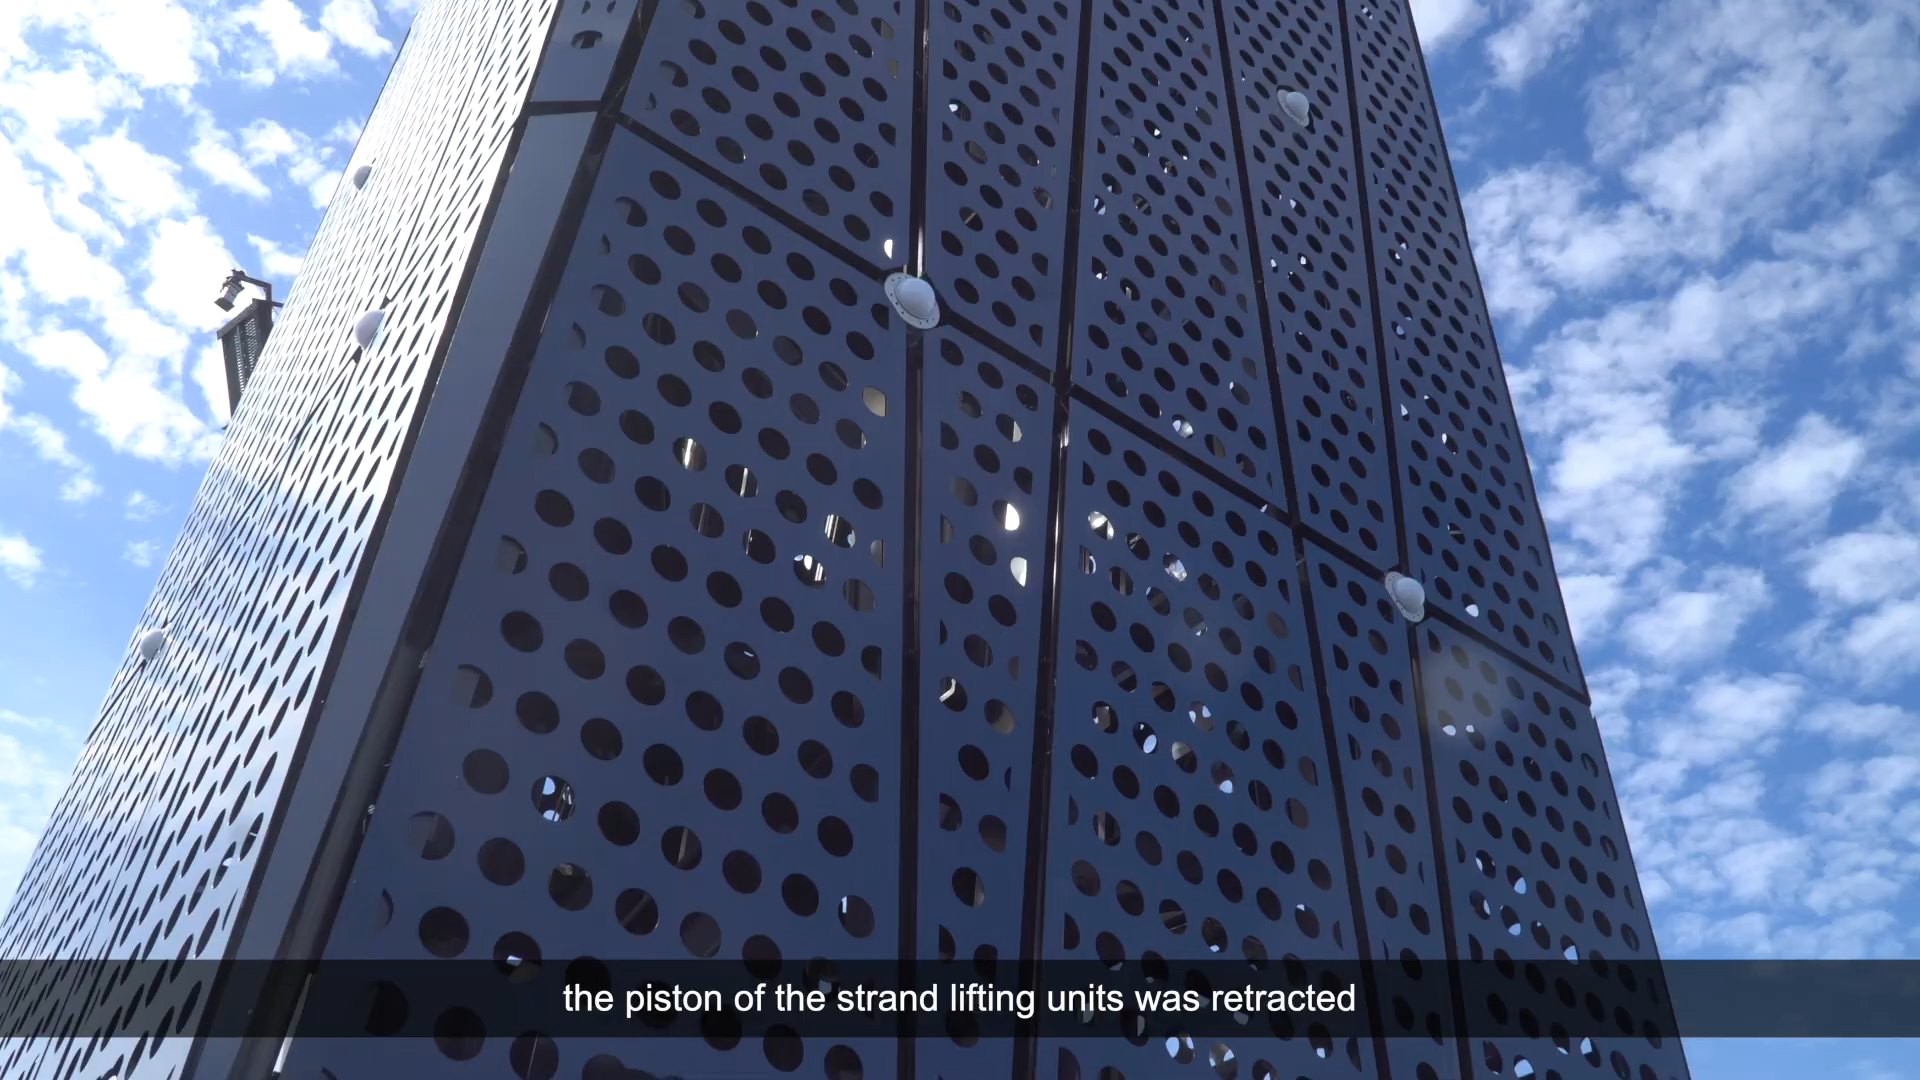 the piston of the strand lifting units was retracted